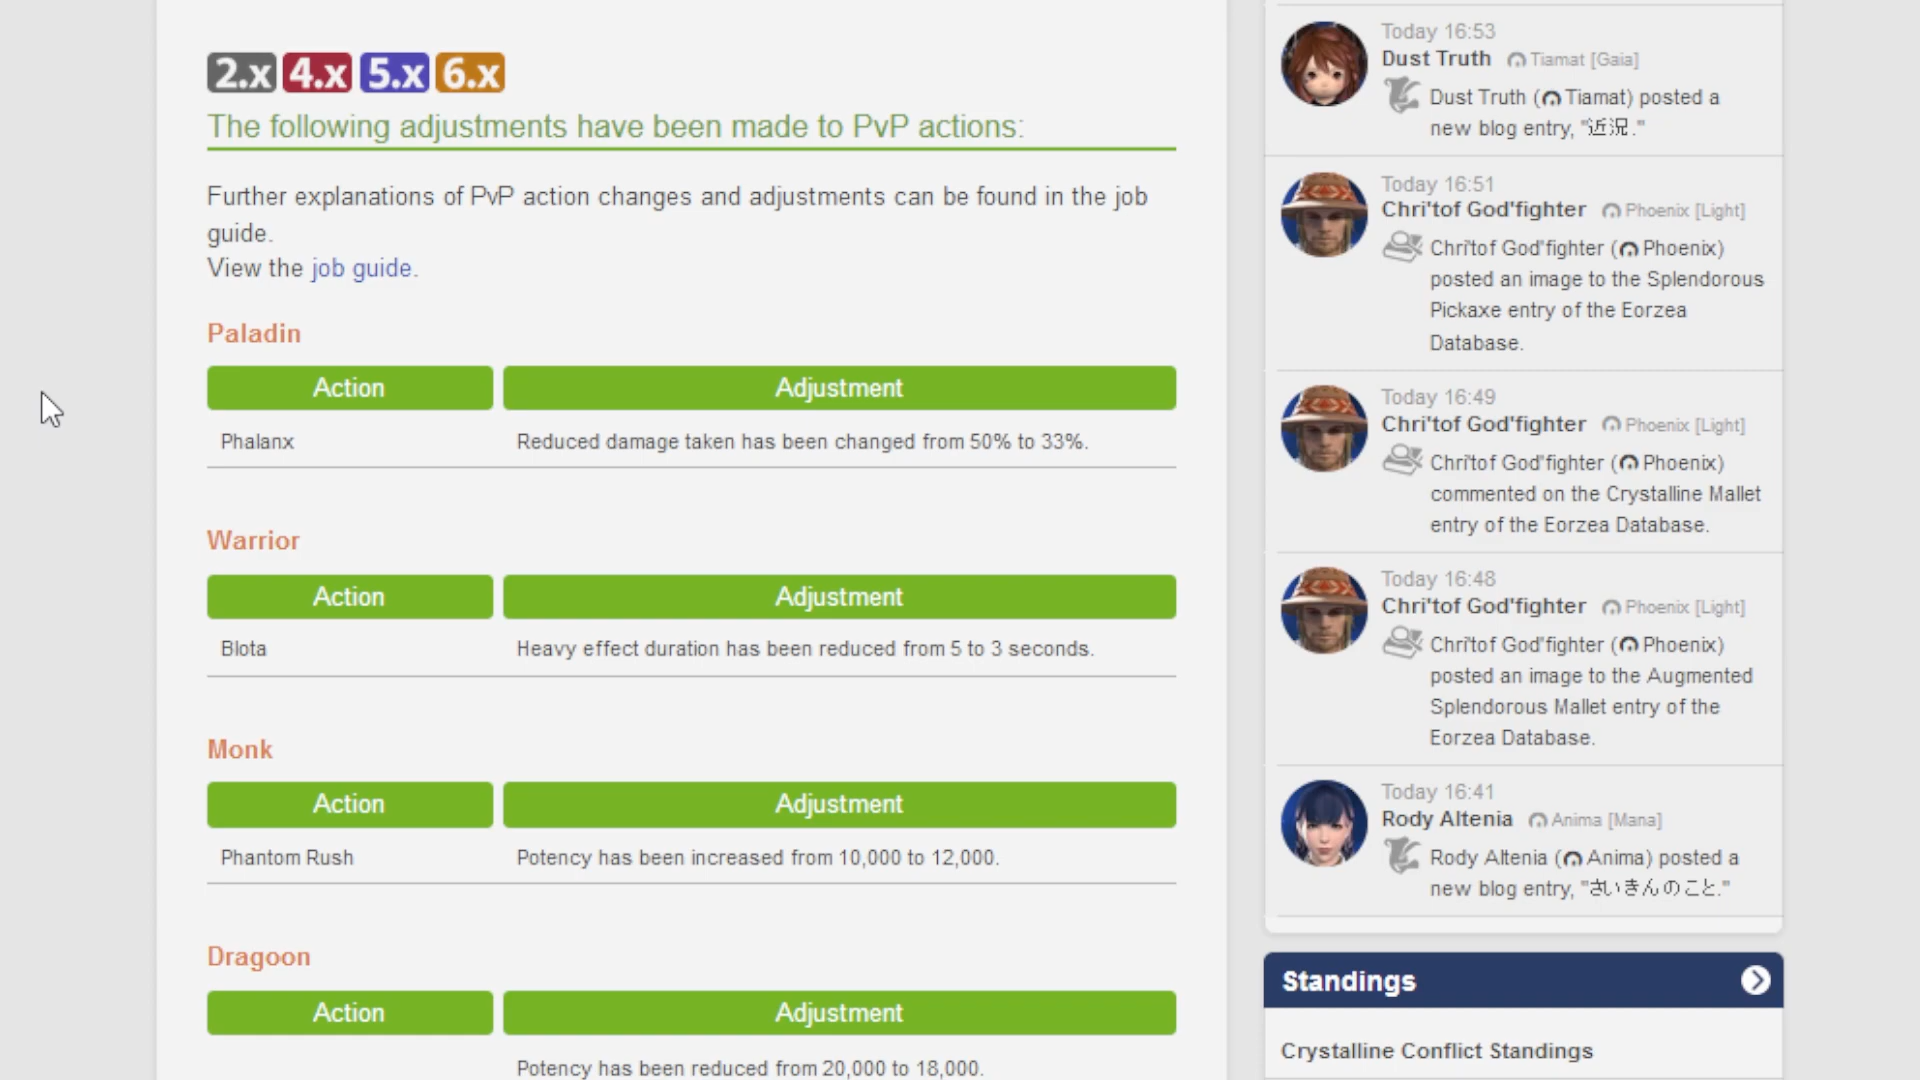 2.x 4.x 5.x 6.x
The following adjustments have been made to PvP actions:
Further explanations of PvP action changes and adjustments can be found in the job
guide.
View the job guide.
Paladin
Action Adjustment
Phalanx Reduced damage taken has been changed from 50% to 33%.
Warrior
Action Adjustment
Blota Heavy effect duration has been reduced from 5 to 3 seconds.
Monk
Action Adjustment
Phantom Rush Potency has been increased from 10,000 to 12,000.
Dragoon
Action Adjustment
Potency has been reduced from 20,000 to 18,000.
Today 16:53
Dust Truth Tiamat [Gaia]
Dust Truth (Tiamat) posted a
new blog entry, "近況."
Today 16:51
Chri'tof God'fighter Phoenix [Light]
Chri'tof God'fighter (Phoenix)
posted an image to the Splendorous
Pickaxe entry of the Eorzea
Database.
Today 16:49
Chri'tof God'fighter Phoenix [Light]
Chri'tof God'fighter (Phoenix)
commented on the Crystalline Mallet
entry of the Eorzea Database.
Today 16:48
Chri'tof God'fighter Phoenix [Light]
Chri'tof God'fighter (Phoenix)
posted an image to the Augmented
Splendorous Mallet entry of the
Eorzea Database.
Today 16:41
Rody Altenia Anima [Mana]
Rody Altenia (Anima) posted a
new blog entry, "さいきんのこと."
Standings
Crystalline Conflict Standings